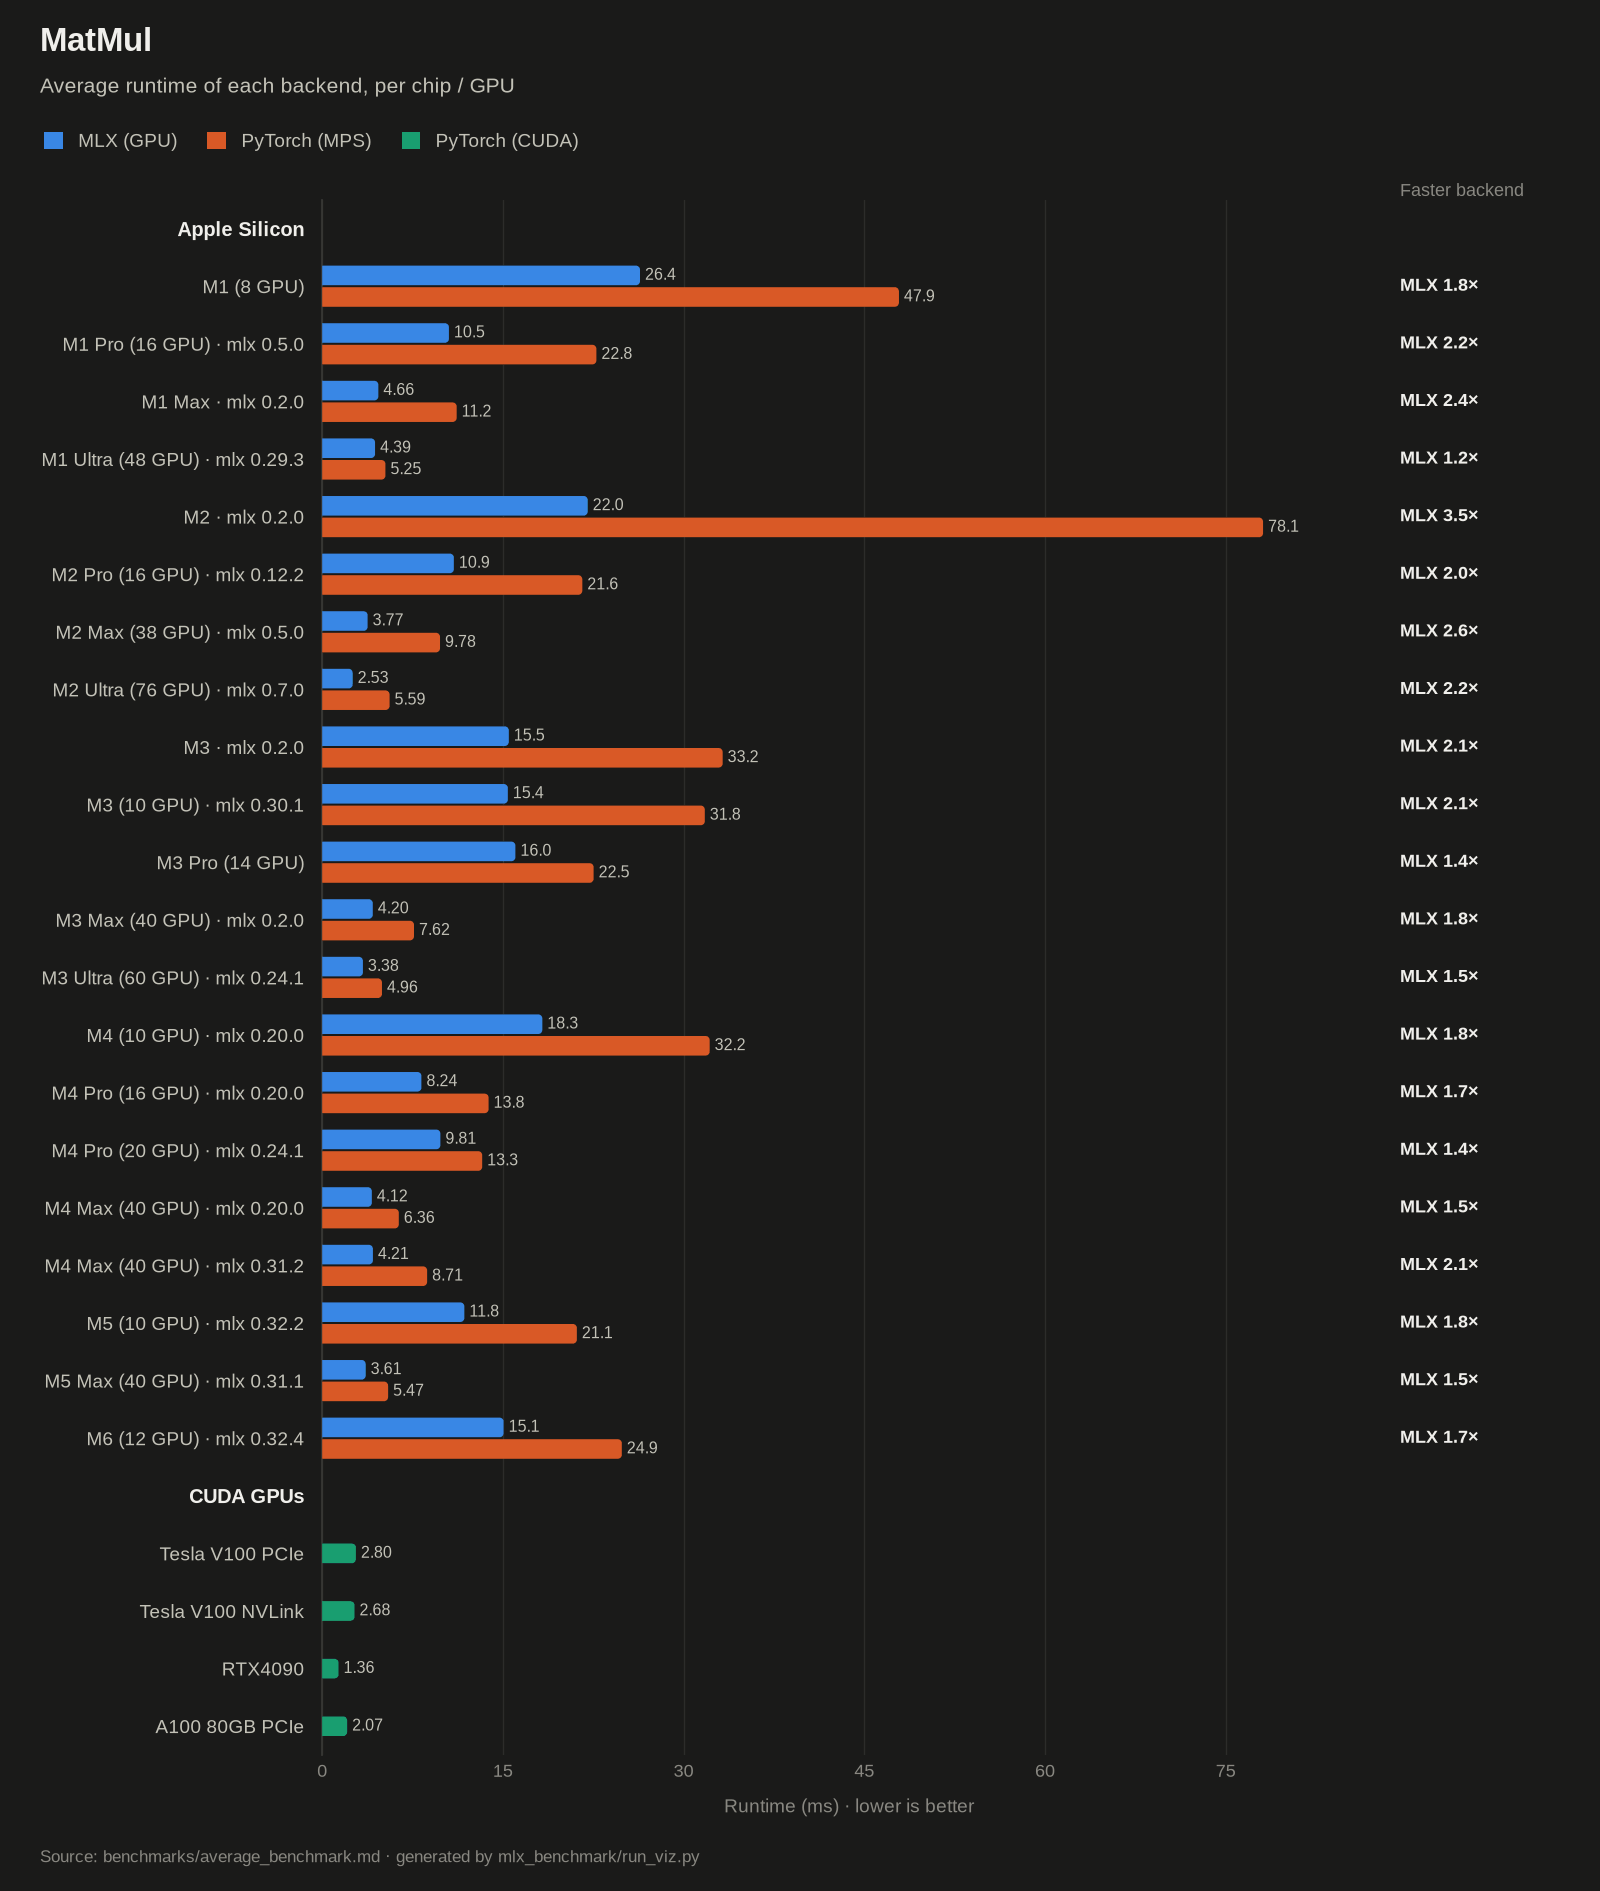 MatMul
Average runtime of each backend, per chip / GPU
MLX (GPU) PyTorch (MPS) PyTorch (CUDA)
Faster backend
Apple Silicon
M1 (8 GPU) 26.4 47.9 MLX 1.8×
M1 Pro (16 GPU) · mlx 0.5.0 10.5 22.8 MLX 2.2×
M1 Max · mlx 0.2.0 4.66 11.2 MLX 2.4×
M1 Ultra (48 GPU) · mlx 0.29.3 4.39 5.25 MLX 1.2×
M2 · mlx 0.2.0 22.0 78.1 MLX 3.5×
M2 Pro (16 GPU) · mlx 0.12.2 10.9 21.6 MLX 2.0×
M2 Max (38 GPU) · mlx 0.5.0 3.77 9.78 MLX 2.6×
M2 Ultra (76 GPU) · mlx 0.7.0 2.53 5.59 MLX 2.2×
M3 · mlx 0.2.0 15.5 33.2 MLX 2.1×
M3 (10 GPU) · mlx 0.30.1 15.4 31.8 MLX 2.1×
M3 Pro (14 GPU) 16.0 22.5 MLX 1.4×
M3 Max (40 GPU) · mlx 0.2.0 4.20 7.62 MLX 1.8×
M3 Ultra (60 GPU) · mlx 0.24.1 3.38 4.96 MLX 1.5×
M4 (10 GPU) · mlx 0.20.0 18.3 32.2 MLX 1.8×
M4 Pro (16 GPU) · mlx 0.20.0 8.24 13.8 MLX 1.7×
M4 Pro (20 GPU) · mlx 0.24.1 9.81 13.3 MLX 1.4×
M4 Max (40 GPU) · mlx 0.20.0 4.12 6.36 MLX 1.5×
M4 Max (40 GPU) · mlx 0.31.2 4.21 8.71 MLX 2.1×
M5 (10 GPU) · mlx 0.32.2 11.8 21.1 MLX 1.8×
M5 Max (40 GPU) · mlx 0.31.1 3.61 5.47 MLX 1.5×
M6 (12 GPU) · mlx 0.32.4 15.1 24.9 MLX 1.7×
CUDA GPUs
Tesla V100 PCIe 2.80
Tesla V100 NVLink 2.68
RTX4090 1.36
A100 80GB PCIe 2.07
0 15 30 45 60 75
Runtime (ms) · lower is better
Source: benchmarks/average_benchmark.md · generated by mlx_benchmark/run_viz.py